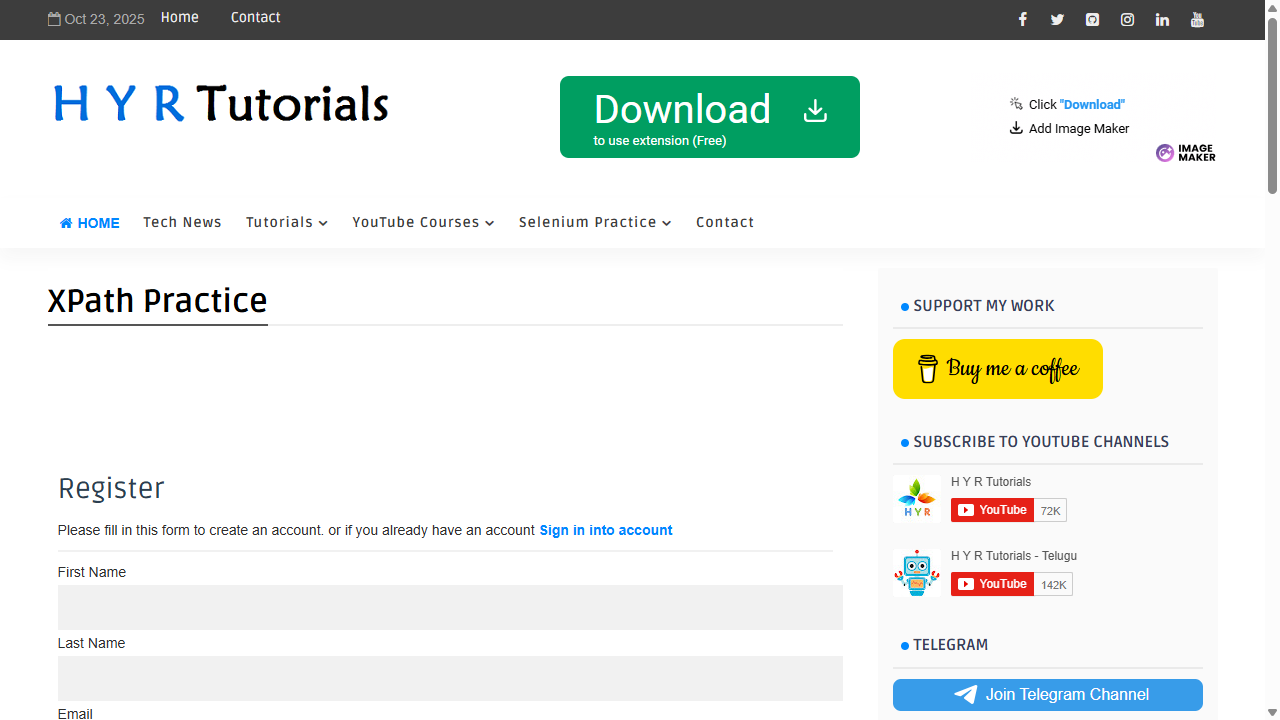 Oct 23, 2025 Home Contact
H Y R Tutorials
Download
to use extension (Free)
Click "Download"
Add Image Maker
IMAGE
MAKER
HOME Tech News Tutorials YouTube Courses Selenium Practice Contact
XPath Practice
Register
Please fill in this form to create an account. or if you already have an account Sign in into account
First Name
Last Name
Email
SUPPORT MY WORK
Buy me a coffee
SUBSCRIBE TO YOUTUBE CHANNELS
H Y R
H Y R Tutorials
YouTube 72K
H Y R Tutorials - Telugu
YouTube 142K
TELEGRAM
Join Telegram Channel